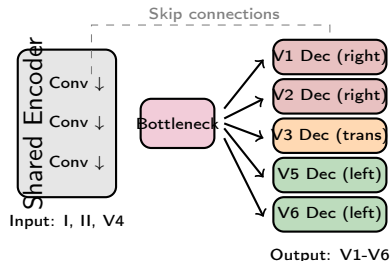 Skip connections
Shared Encoder
Conv ↓
Conv ↓
Conv ↓
Input: I, II, V4
Bottleneck
V1 Dec (right)
V2 Dec (right)
V3 Dec (trans)
V5 Dec (left)
V6 Dec (left)
Output: V1-V6